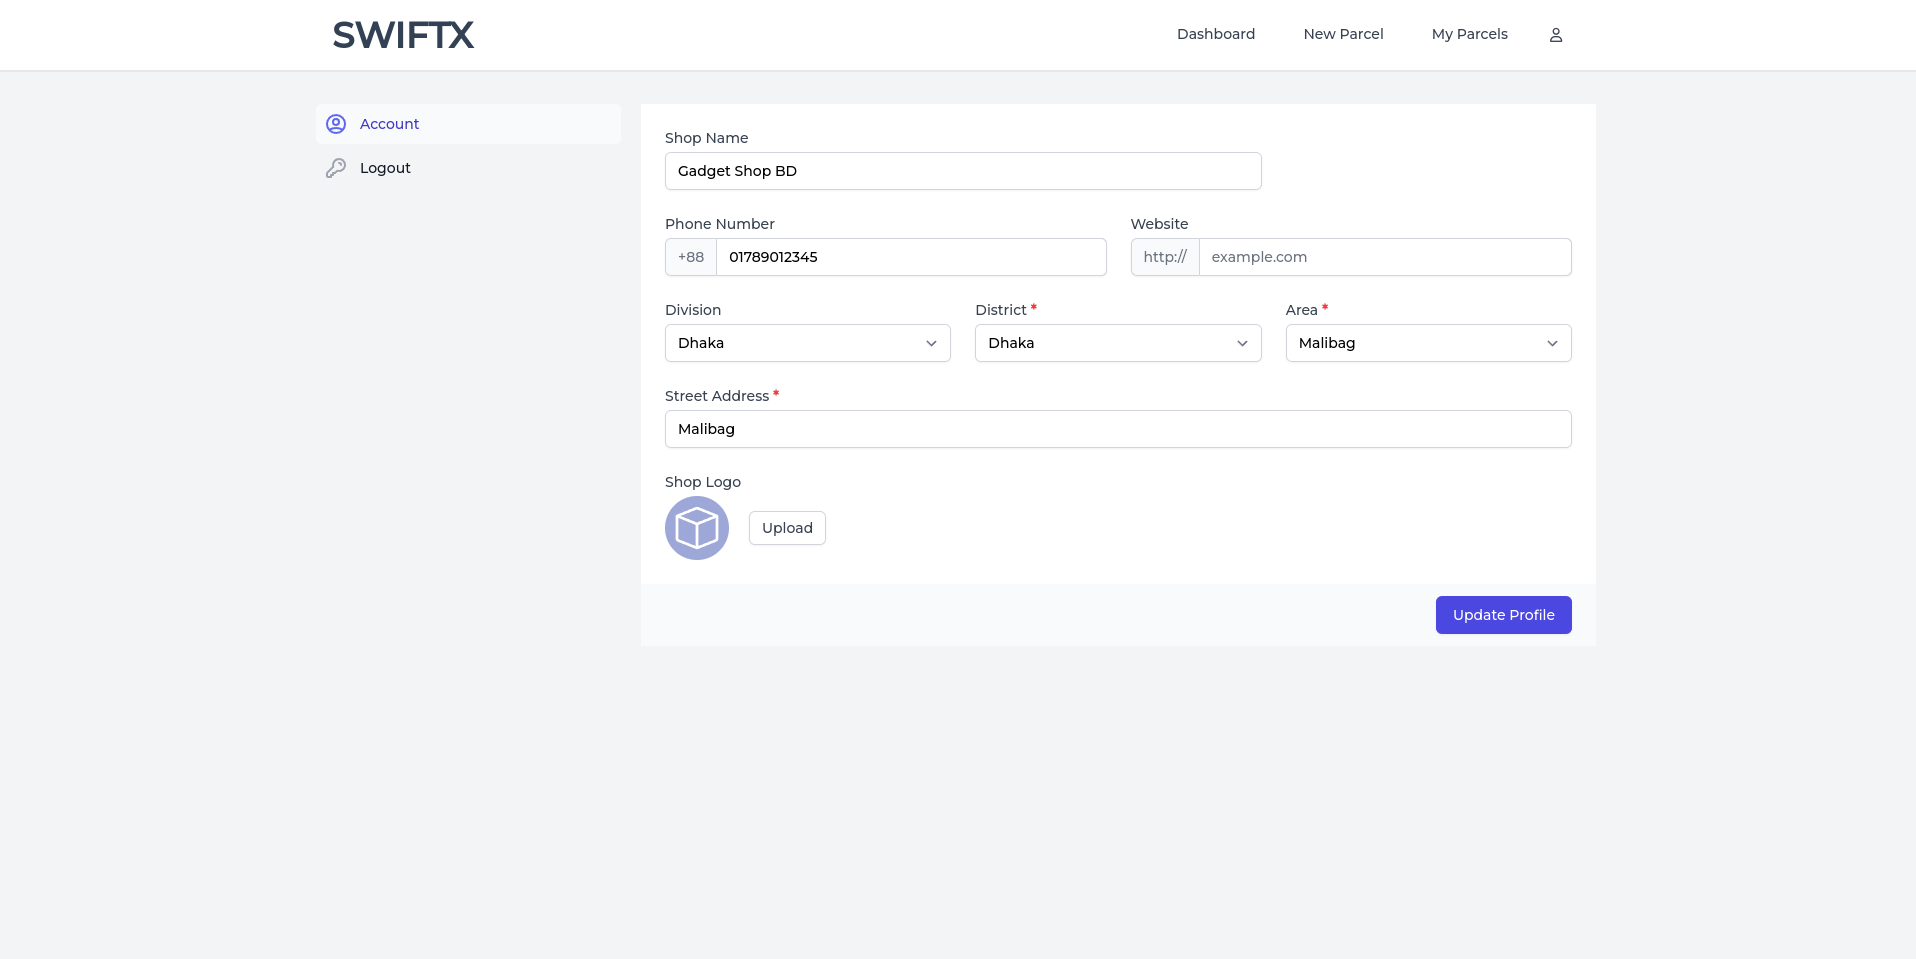 SWIFTX
Dashboard
New Parcel
My Parcels
Account
Logout
Shop Name
Gadget Shop BD
Phone Number
+88
01789012345
Website
http://
example.com
Division
Dhaka
District *
Dhaka
Area *
Malibag
Street Address *
Malibag
Shop Logo
Upload
Update Profile